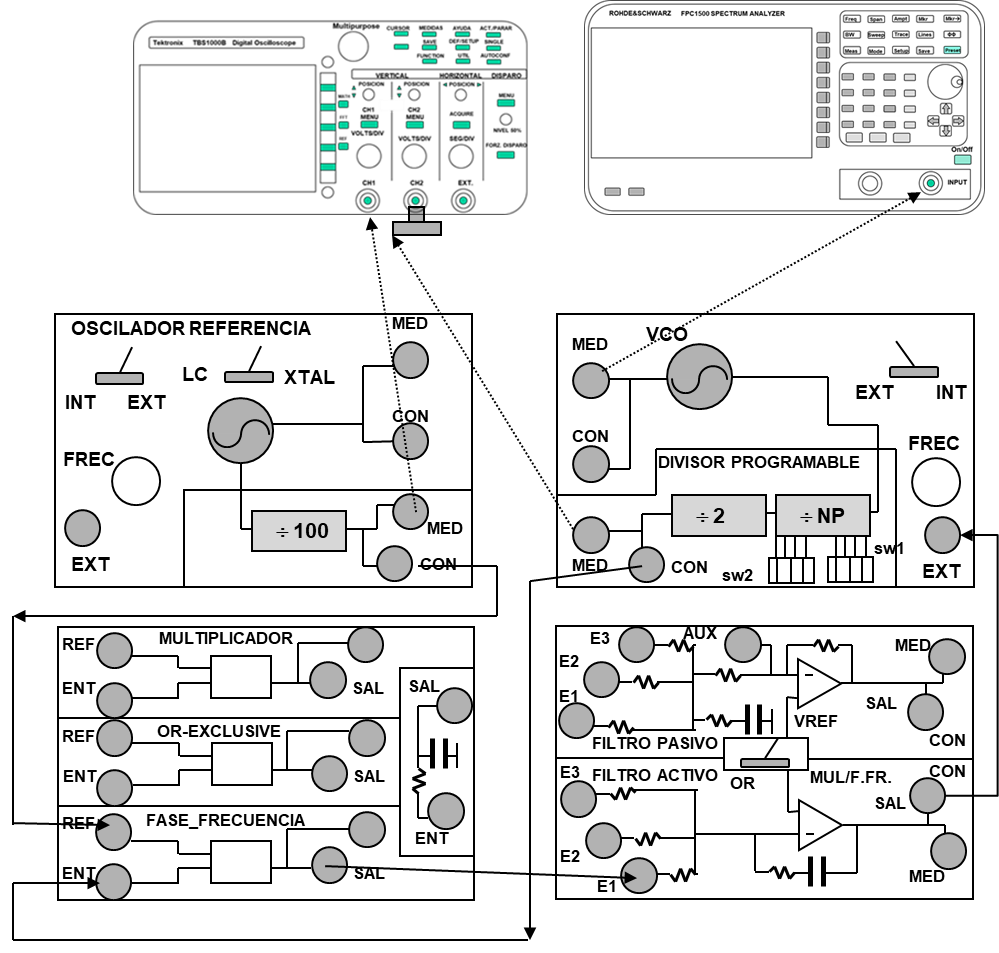 Tektronix TBS1000B Digital Oscilloscope
Multipurpose
CURSOR MEDIDAS AYUDA ACT./PARAR
SAVE DEF/SETUP SINGLE
FUNCTION UTIL AUTOCONF
VERTICAL HORIZONTAL DISPARO
POSICION POSICION POSICION
MATH
FFT
REF
CH1 MENU
CH2 MENU
ACQUIRE
MENU
NIVEL 50%
FORZ. DISPARO
VOLTS/DIV VOLTS/DIV SEG/DIV
CH1 CH2 EXT.
ROHDE&SCHWARZ FPC1500 SPECTRUM ANALYZER
Freq Span Ampt Mkr Mkr→
BW Sweep Trace Lines
Meas Mode Setup Save Preset
On/Off
INPUT
OSCILADOR REFERENCIA
MED
LC XTAL
INT EXT
CON
FREC
÷ 100
MED
EXT
CON
VCO
MED
EXT INT
CON
FREC
DIVISOR PROGRAMABLE
÷ 2
÷ NP
sw1
MED
CON
sw2
EXT
REF
MULTIPLICADOR
ENT
SAL
REF
OR-EXCLUSIVE
ENT
SAL
REF
FASE_FRECUENCIA
ENT
SAL
SAL
ENT
E3
AUX
E2
E1
MED
SAL
VREF
CON
FILTRO PASIVO
OR
MUL/F.FR.
E3
FILTRO ACTIVO
CON
SAL
E2
E1
MED